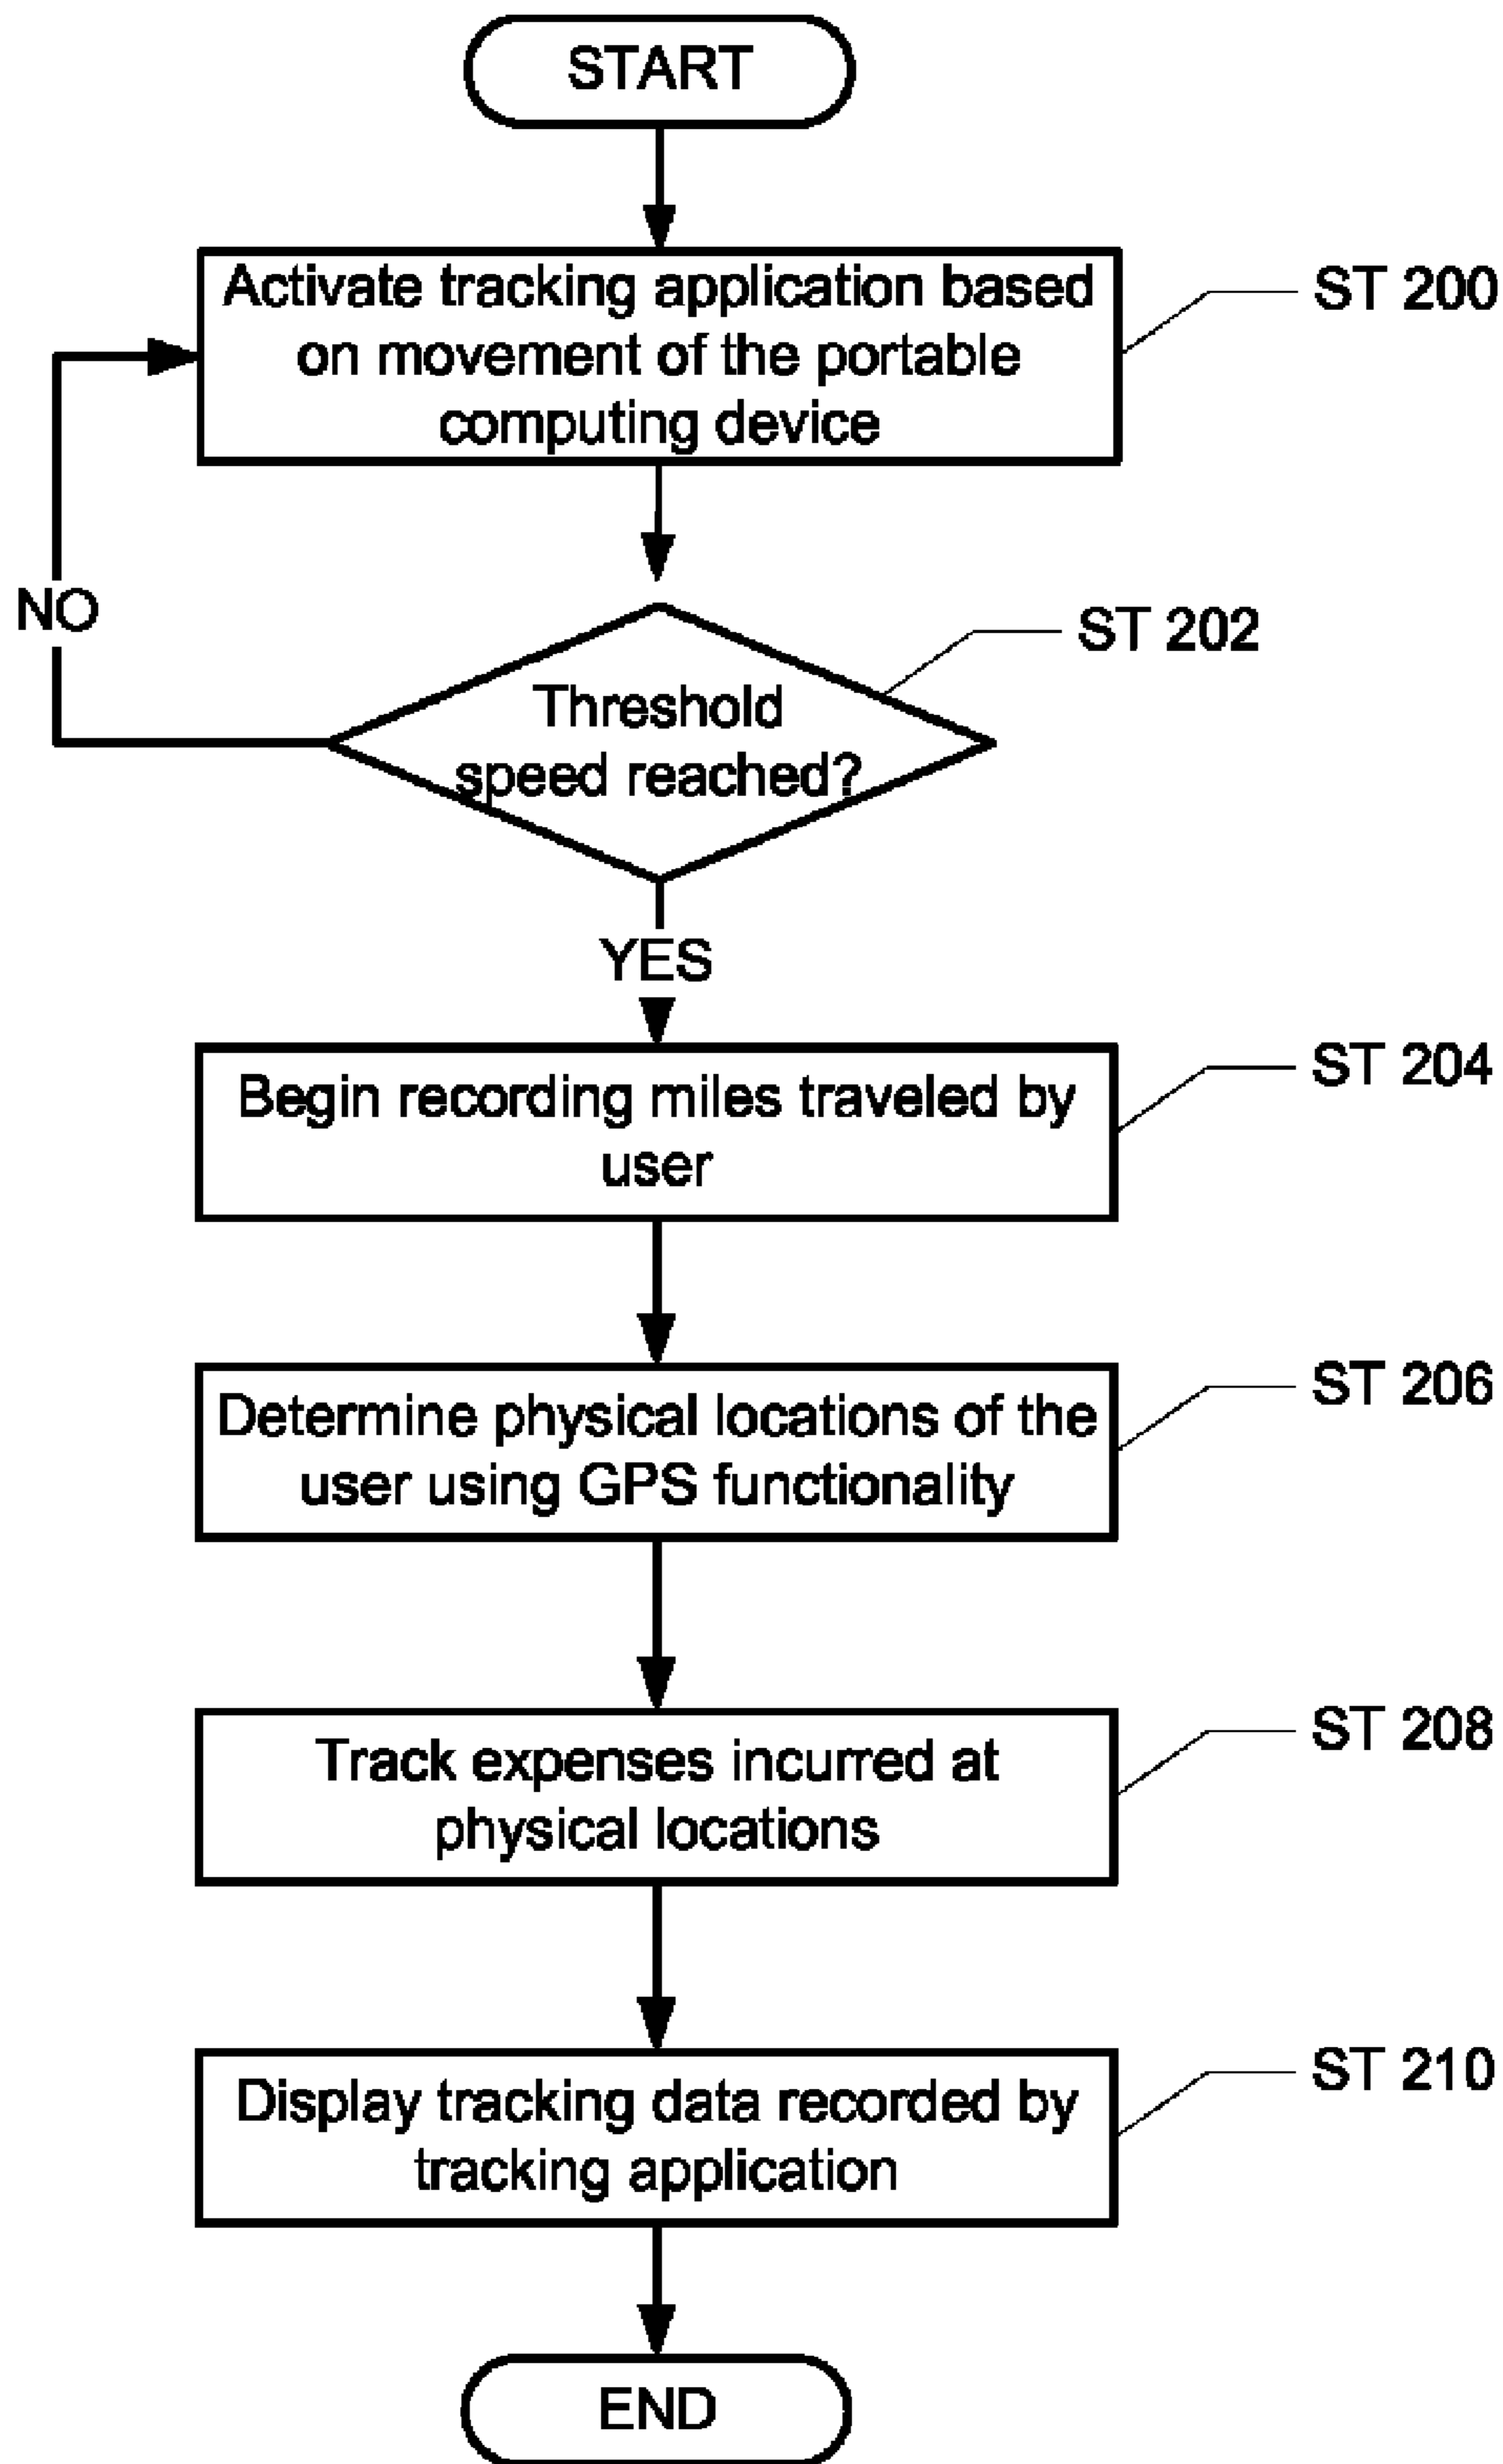 START
Activate tracking application based
on movement of the portable
computing device
ST 200
NO
ST 202
Threshold
speed reached?
YES
Begin recording miles traveled by
user
ST 204
Determine physical locations of the
user using GPS functionality
ST 206
Track expenses incurred at
physical locations
ST 208
Display tracking data recorded by
tracking application
ST 210
END